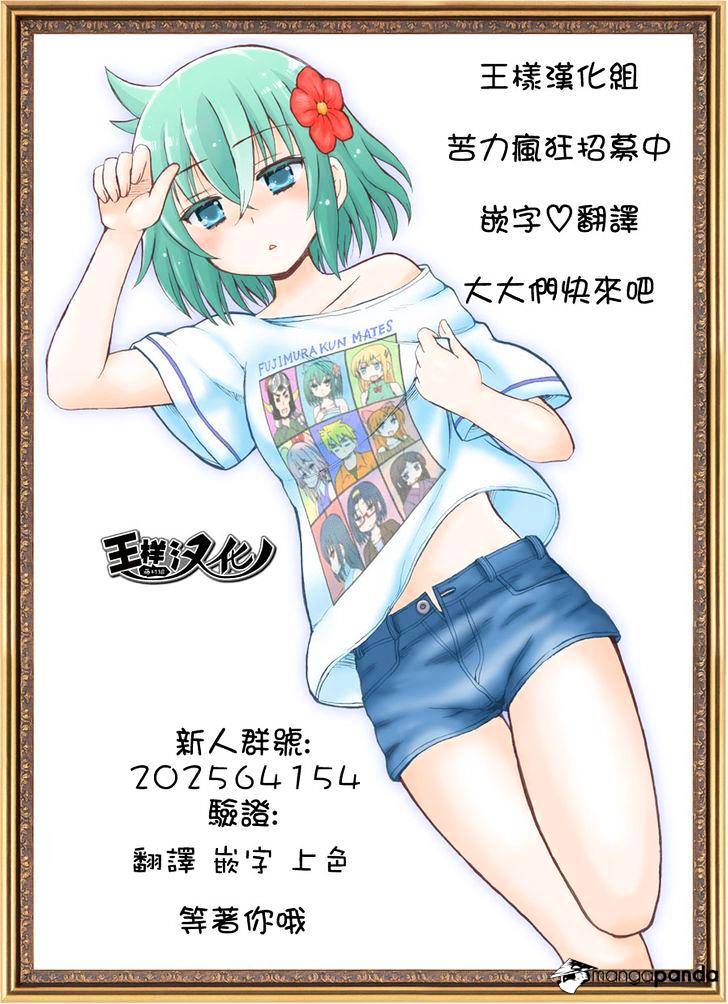 王樣漢化組
苦力瘋狂招募中
嵌字♡翻譯
大大們快來吧
FUJIMURA KUN MATES
王样汉化
新人群號:
202564154
驗證:
翻譯 嵌字 上色
等著你哦
mangapanda